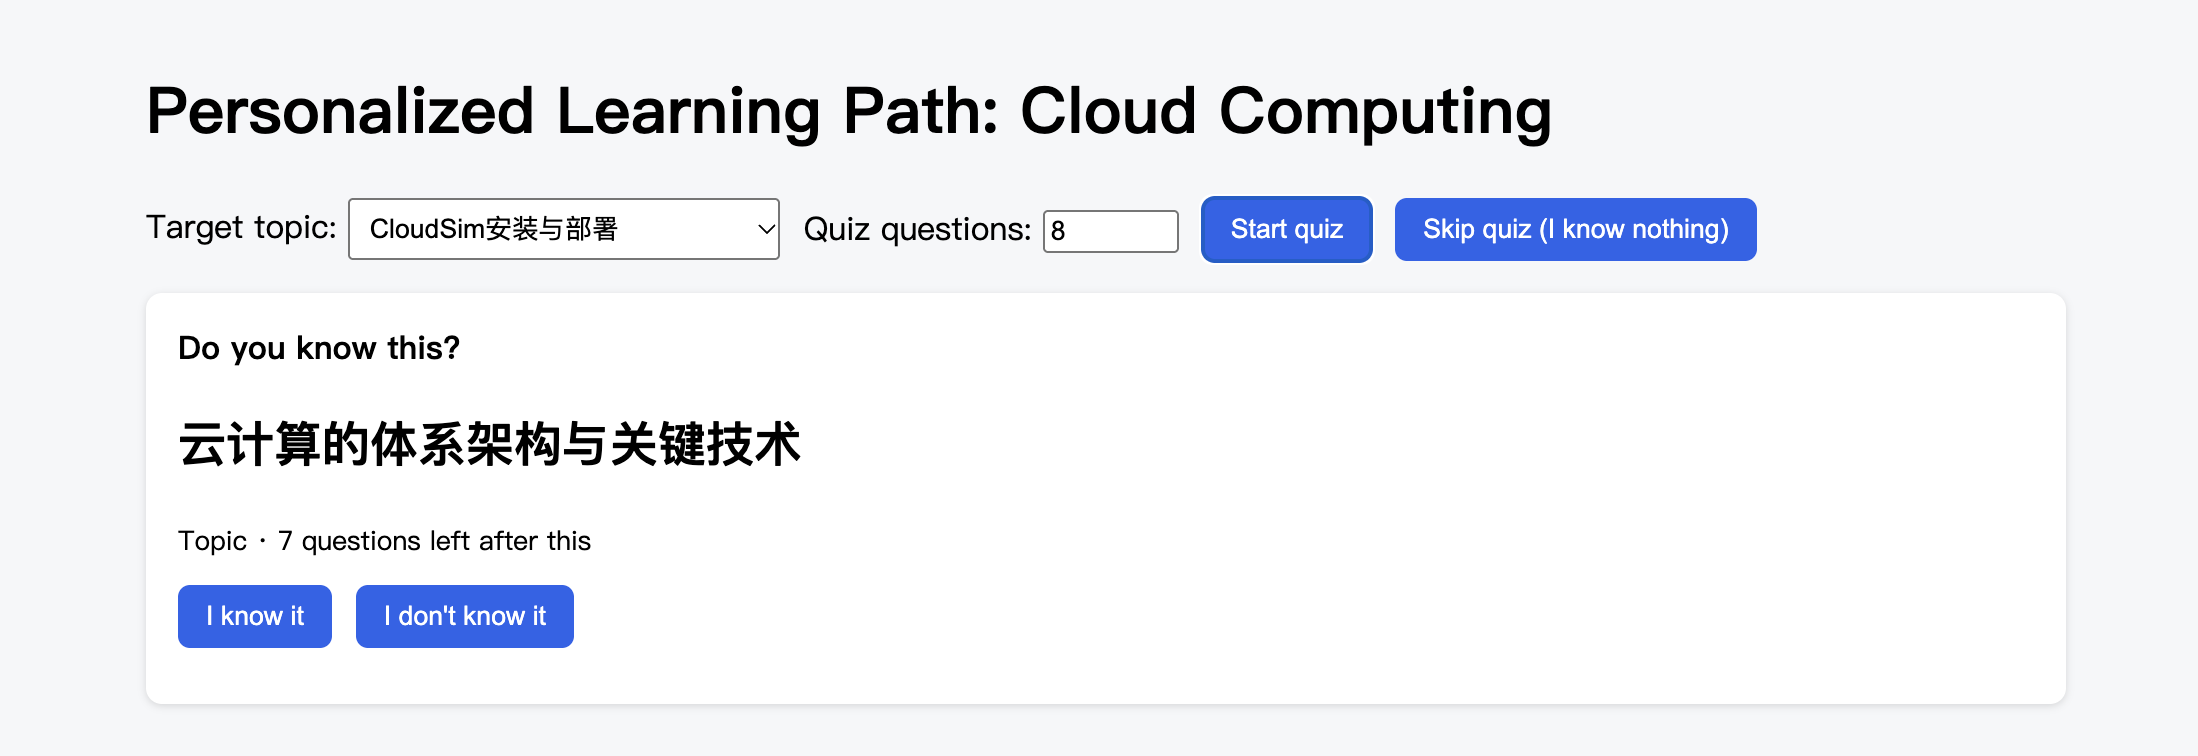 Personalized Learning Path: Cloud Computing
Target topic: CloudSim安装与部署 Quiz questions: 8 Start quiz Skip quiz (I know nothing)
Do you know this?
云计算的体系架构与关键技术
Topic · 7 questions left after this
I know it I don't know it